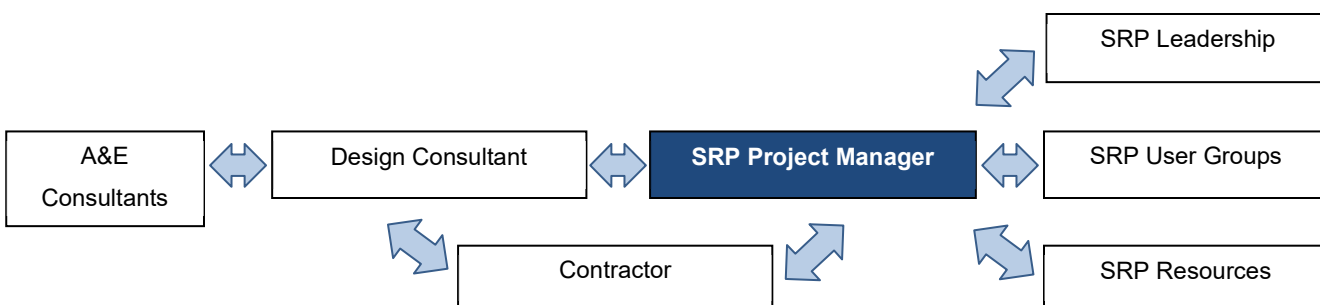 SRP Leadership
A&E
Consultants
Design Consultant
SRP Project Manager
SRP User Groups
Contractor
SRP Resources